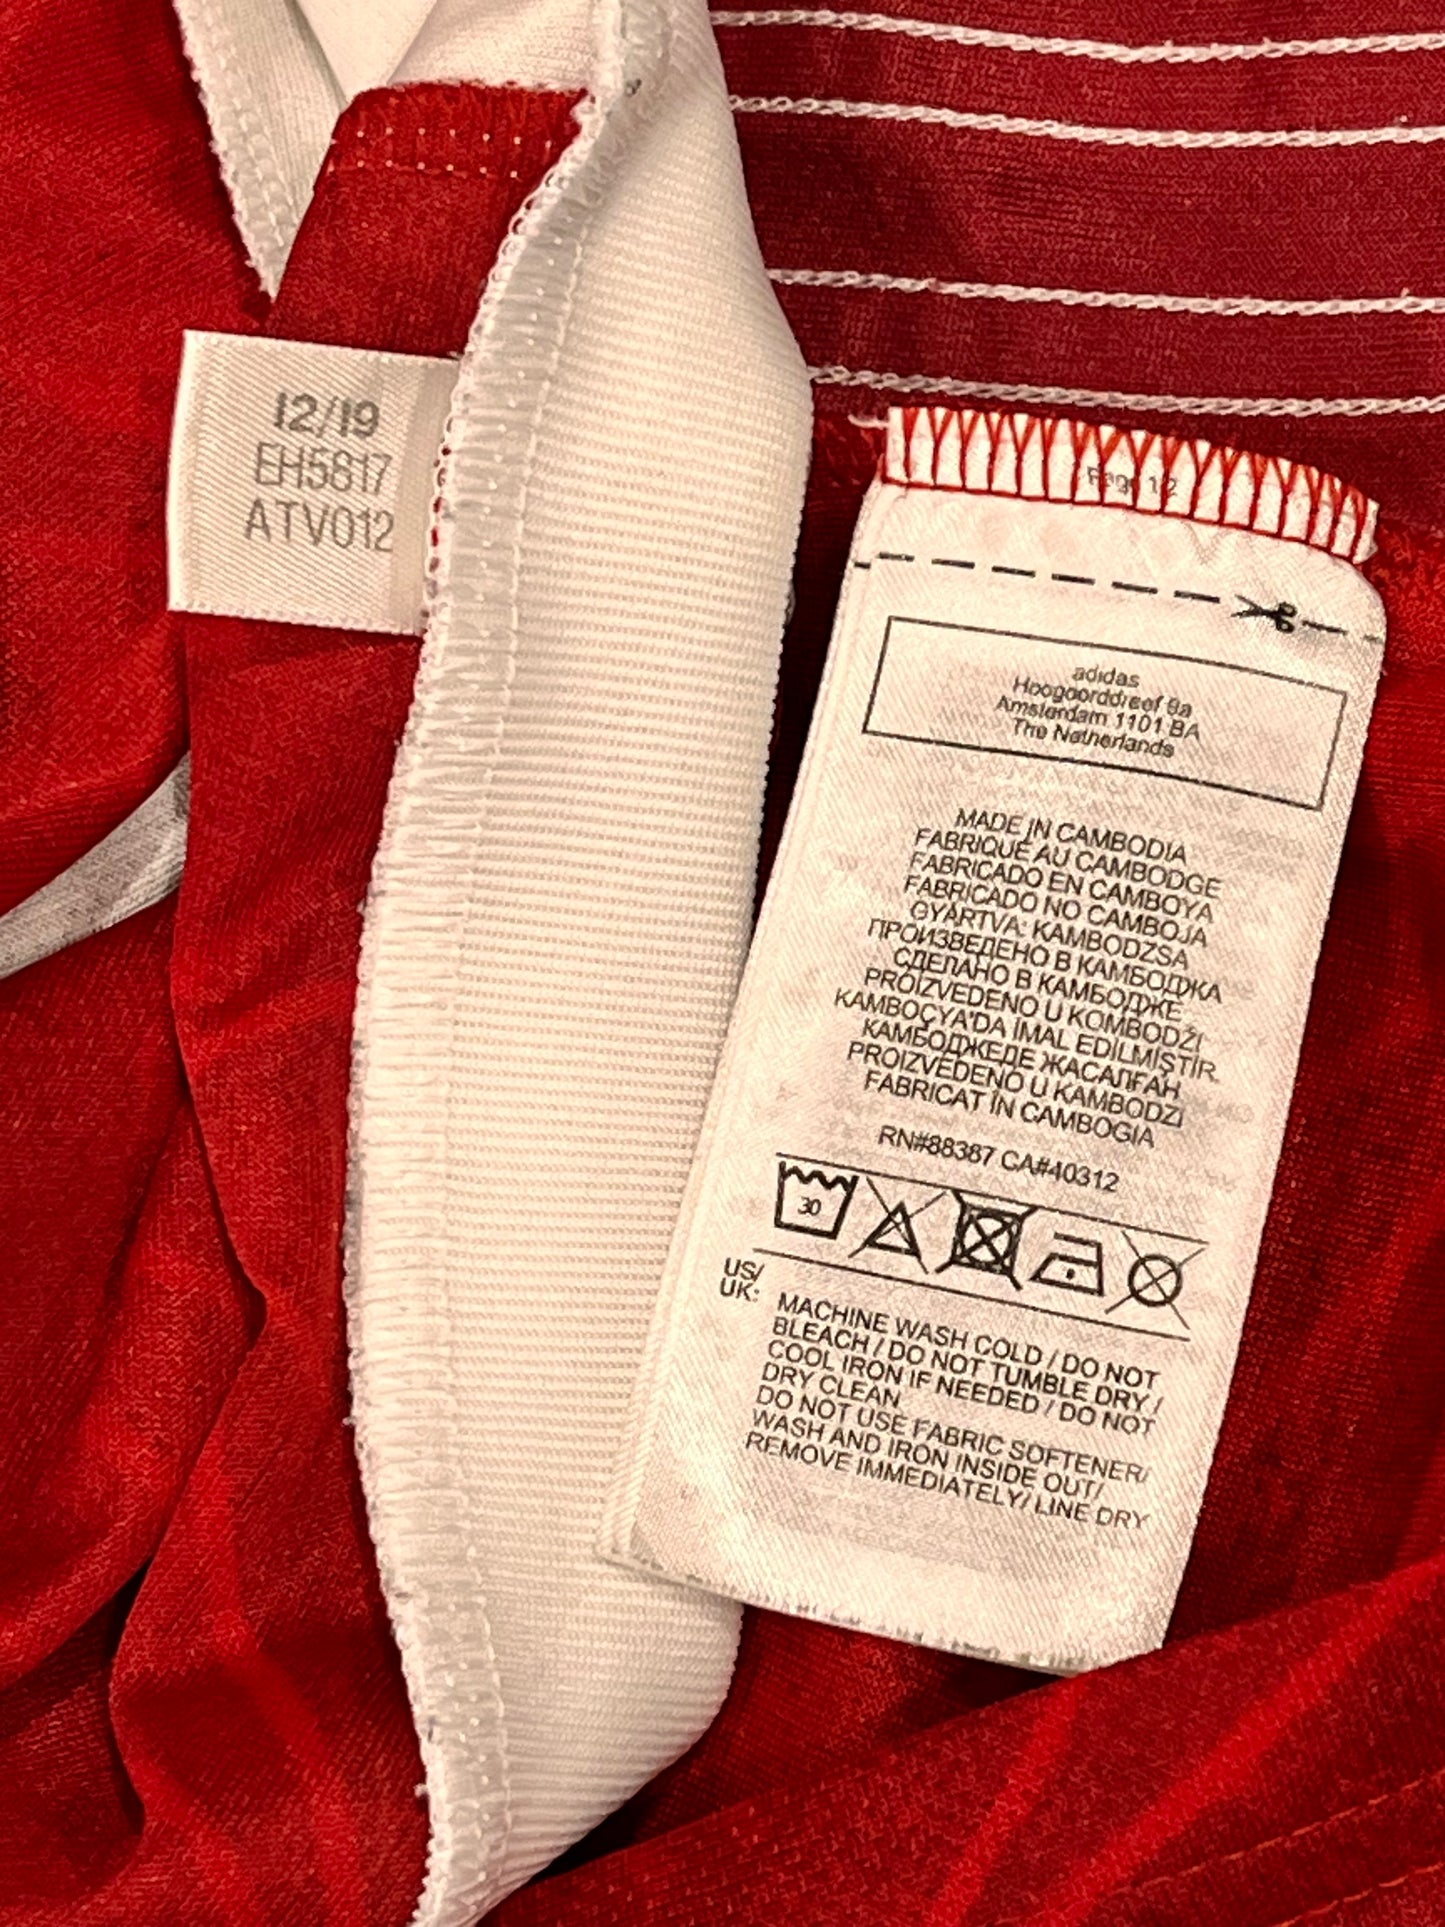 12/19
EH5817
ATV012
Page 1/2
adidas
Hoogoorddreef 9a
Amsterdam 1101 BA
The Netherlands
MADE IN CAMBODIA
FABRIQUÉ AU CAMBODGE
FABRICADO EN CAMBOYA
FABRICADO NO CAMBOJA
GYÁRTVA: KAMBODZSA
ПРОИЗВЕДЕНО В КАМБОДЖА
СДЕЛАНО В КАМБОДЖЕ
PROIZVEDENO U KOMBODŽI
KAMBOÇYA'DA İMAL EDİLMİŞTİR.
КАМБОДЖЕДЕ ЖАСАЛҒАН
PROIZVEDENO U KAMBODZI
FABRICAT ÎN CAMBOGIA
RN#88387 CA#40312
30
US/
UK:
MACHINE WASH COLD / DO NOT
BLEACH / DO NOT TUMBLE DRY /
COOL IRON IF NEEDED / DO NOT
DRY CLEAN
DO NOT USE FABRIC SOFTENER/
WASH AND IRON INSIDE OUT/
REMOVE IMMEDIATELY/ LINE DRY